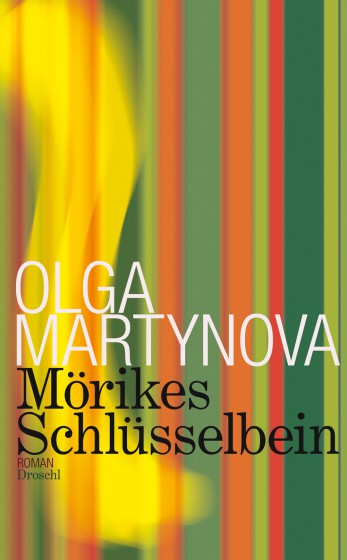 OLGA
MARTYNOVA
Mörikes
Schlüsselbein
ROMAN
Droschl